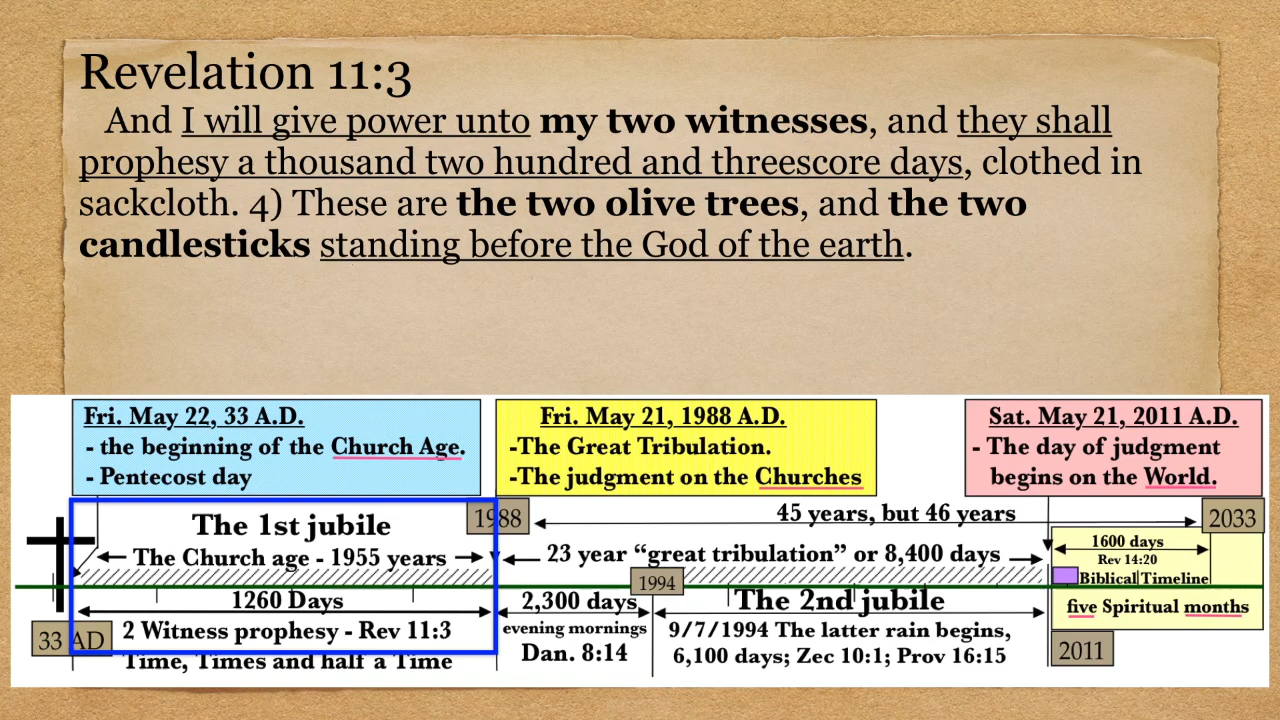 Revelation 11:3
And I will give power unto my two witnesses, and they shall
prophesy a thousand two hundred and threescore days, clothed in
sackcloth. 4) These are the two olive trees, and the two
candlesticks standing before the God of the earth.
Fri. May 22, 33 A.D.
- the beginning of the Church Age.
- Pentecost day
Fri. May 21, 1988 A.D.
-The Great Tribulation.
-The judgment on the Churches
Sat. May 21, 2011 A.D.
- The day of judgment
begins on the World.
The 1st jubile
1988
45 years, but 46 years
2033
The Church age - 1955 years
23 year “great tribulation” or 8,400 days
1600 days
Rev 14:20
Biblical Timeline
1994
1260 Days
2,300 days
The 2nd jubile
five Spiritual months
33 AD
2 Witness prophesy - Rev 11:3
evening mornings
9/7/1994 The latter rain begins,
Time, Times and half a Time
Dan. 8:14
6,100 days; Zec 10:1; Prov 16:15
2011